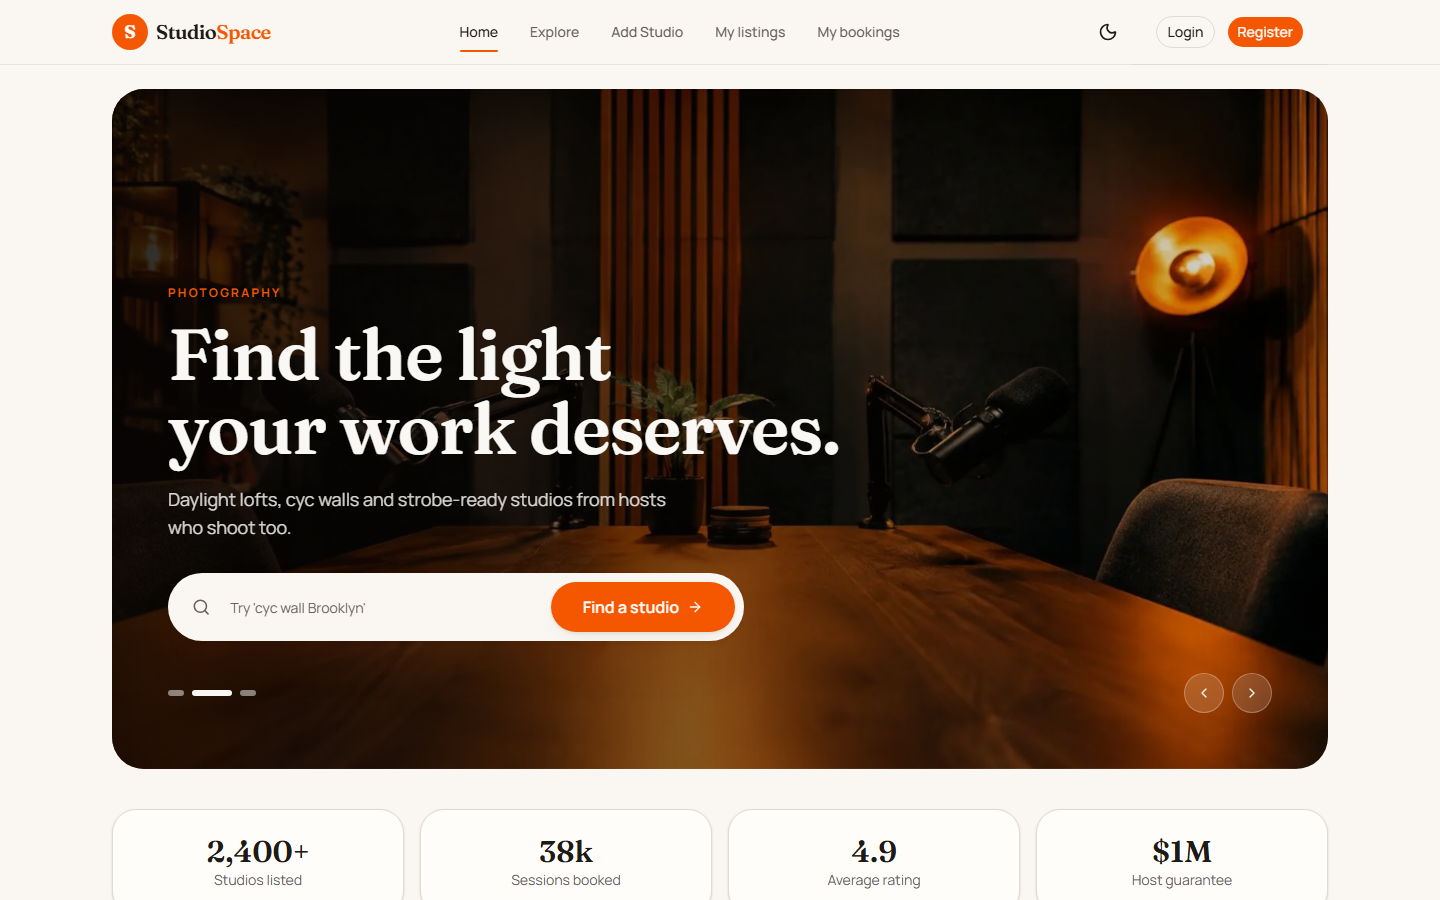 S StudioSpace
Home Explore Add Studio My listings My bookings
Login Register
PHOTOGRAPHY
Find the light
your work deserves.
Daylight lofts, cyc walls and strobe-ready studios from hosts
who shoot too.
Try 'cyc wall Brooklyn'
Find a studio →
2,400+
Studios listed
38k
Sessions booked
4.9
Average rating
$1M
Host guarantee